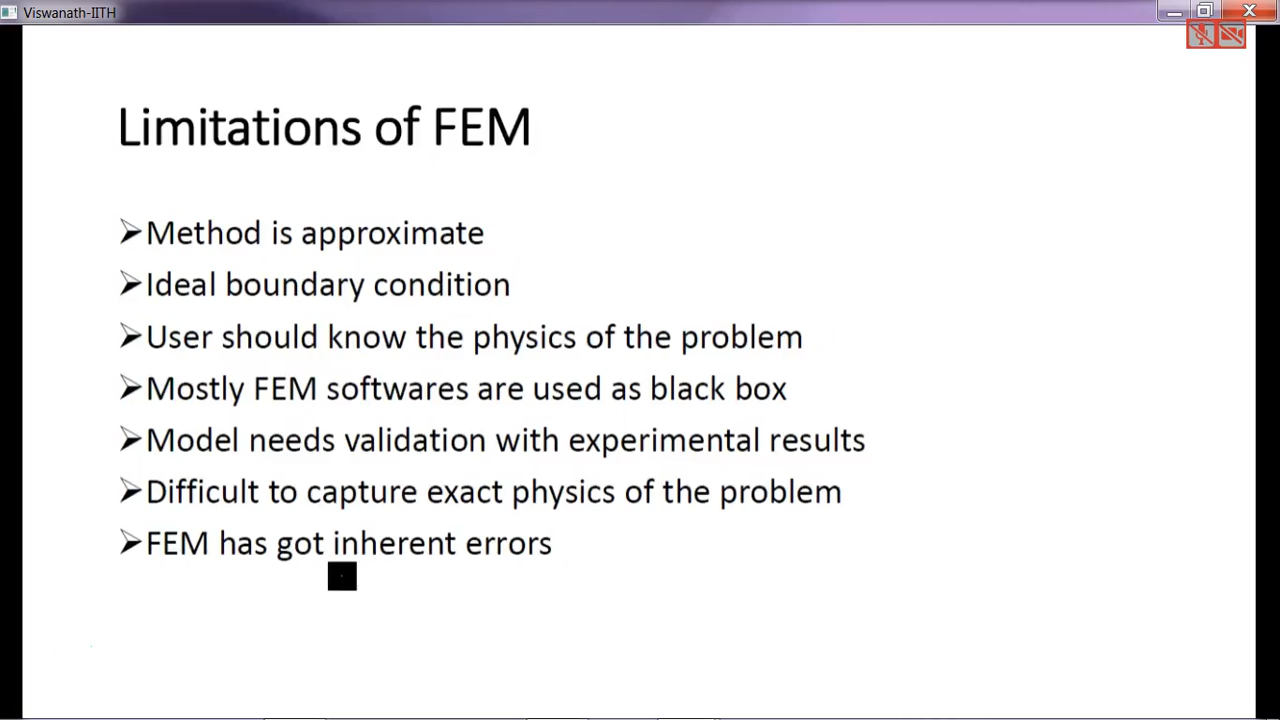 Viswanath-IITH
Limitations of FEM
Method is approximate
Ideal boundary condition
User should know the physics of the problem
Mostly FEM softwares are used as black box
Model needs validation with experimental results
Difficult to capture exact physics of the problem
FEM has got inherent errors